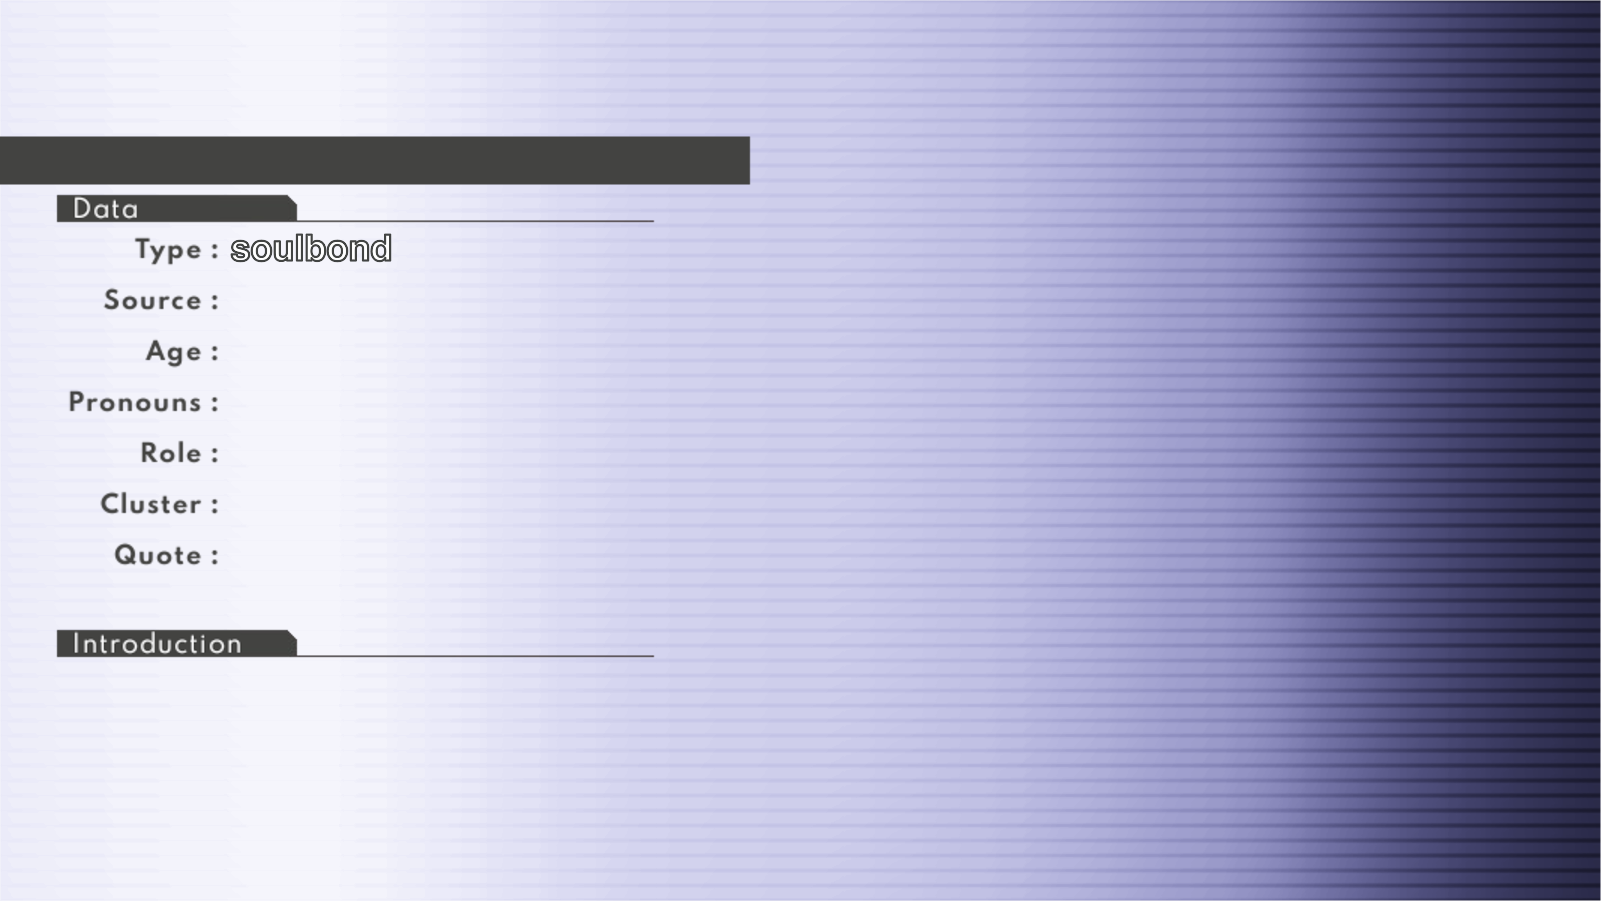 Data
Type : soulbond
Source :
Age :
Pronouns :
Role :
Cluster :
Quote :
Introduction